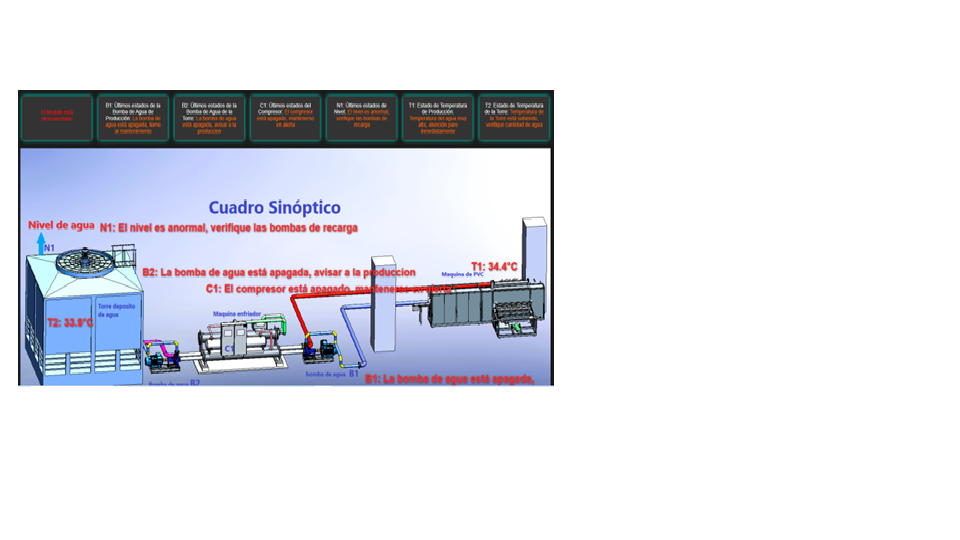 El Modulo está
B1: Últimos estados de la
Bomba de Agua de
Producción: La bomba de
agua está apagada, llame
al mantenimiento
B2: Últimos estados de la
Bomba de Agua de la
Torre: La bomba de agua
está apagada, avisar a la
produccion
C1: Últimos estados del
Compresor: El compresor
está apagado, mantenerse
en alerta
N1: Últimos estados de
Nivel: El nivel es anormal,
verifique las bombas de
recarga
T1: Estado de Temperatura
de Producción:
Temperatura del agua muy
alta, atención para
inmediatamente
T2: Estado de Temperatura
de la Torre: Temperatura de
la Torre está subiendo,
verifique cantidad de agua
Cuadro Sinóptico
Nivel de agua
N1: El nivel es anormal, verifique las bombas de recarga
N1
B2: La bomba de agua está apagada, avisar a la produccion
T1: 34.4°C
Maquina de PVC
C1: El compresor está apagado, mantenerse en alerta
Torre deposito
de agua
T2: 33.8°C
Maquina enfriador
C1
bomba de agua B1
Bomba de agua B2
B1: La bomba de agua está apagada,